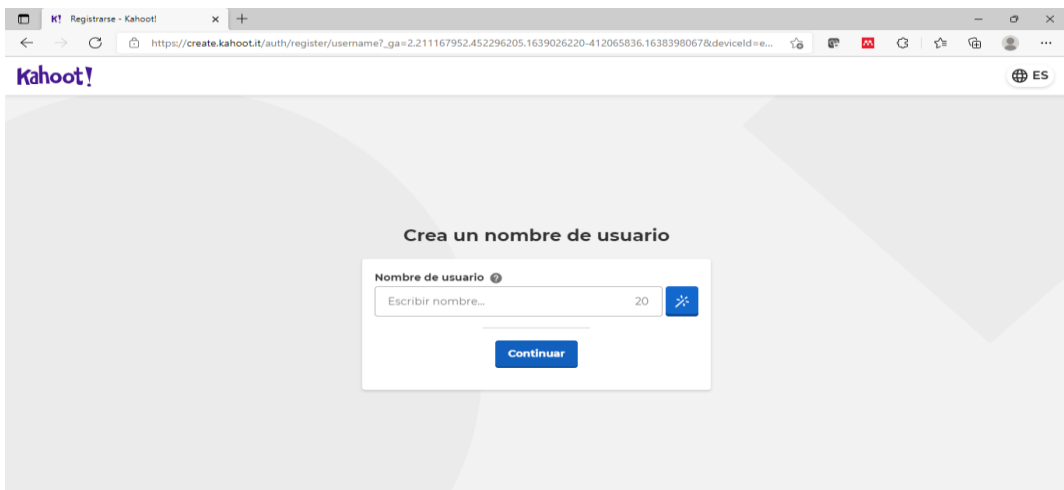 K! Registrarse - Kahoot!
https://create.kahoot.it/auth/register/username?_ga=2.211167952.452296205.1639026220-412065836.1638398067&deviceId=e...
Kahoot!
ES
Crea un nombre de usuario
Nombre de usuario ?
Escribir nombre... 20
Continuar